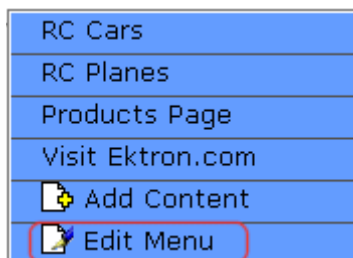 RC Cars
RC Planes
Products Page
Visit Ektron.com
Add Content
Edit Menu